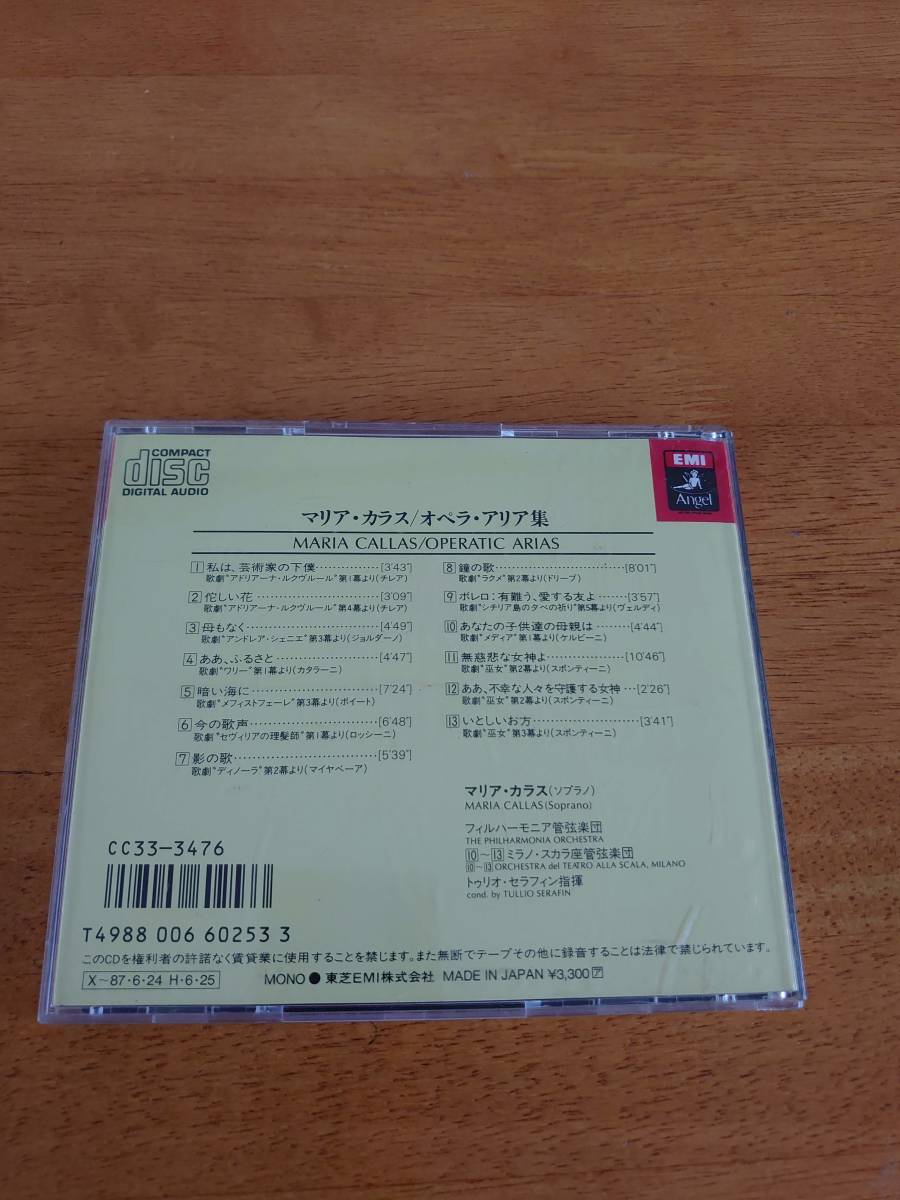 COMPACT
disc
DIGITAL AUDIO
EMI
Angel
マリア・カラス/オペラ・アリア集
MARIA CALLAS/OPERATIC ARIAS
1 私は、芸術家の下僕……………[3'43"]
歌劇"アドリアーナ・ルクヴルール"第1幕より(チレア)
2 佗しい花……………………[3'09"]
歌劇"アドリアーナ・ルクヴルール"第4幕より(チレア)
3 母もなく……………………[4'49"]
歌劇"アンドレア・シェニエ"第3幕より(ジョルダーノ)
4 ああ、ふるさと…………………[4'47"]
歌劇"ワリー"第1幕より(カタラーニ)
5 暗い海に……………………[7'24"]
歌劇"メフィストフェーレ"第3幕より(ボイート)
6 今の歌声……………………[6'48"]
歌劇"セヴィリアの理髪師"第1幕より(ロッシーニ)
7 影の歌………………………[5'39"]
歌劇"ディノーラ"第2幕より(マイヤベーア)
8 鐘の歌………………………[8'01"]
歌劇"ラクメ"第2幕より(ドリーブ)
9 ボレロ:有難う、愛する友よ………[3'57"]
歌劇"シチリア島の夕べの祈り"第5幕より(ヴェルディ)
10 あなたの子供達の母親は………[4'44"]
歌劇"メディア"第1幕より(ケルビーニ)
11 無慈悲な女神よ……………[10'46"]
歌劇"巫女"第2幕より(スポンティーニ)
12 ああ、不幸な人々を守護する女神…[2'26"]
歌劇"巫女"第2幕より(スポンティーニ)
13 いとしいお方…………………[3'41"]
歌劇"巫女"第3幕より(スポンティーニ)
マリア・カラス(ソプラノ)
MARIA CALLAS(Soprano)
フィルハーモニア管弦楽団
THE PHILHARMONIA ORCHESTRA
10〜13ミラノ・スカラ座管弦楽団
10〜13 ORCHESTRA del TEATRO ALLA SCALA, MILANO
トゥリオ・セラフィン指揮
cond. by TULLIO SERAFIN
CC33-3476
T4988 006 60253 3
このCDを権利者の許諾なく賃貸業に使用することを禁じます。また無断でテープその他に録音することは法律で禁じられています。
X〜87・6・24 H・6・25 MONO ● 東芝EMI株式会社 MADE IN JAPAN ¥3,300 ア